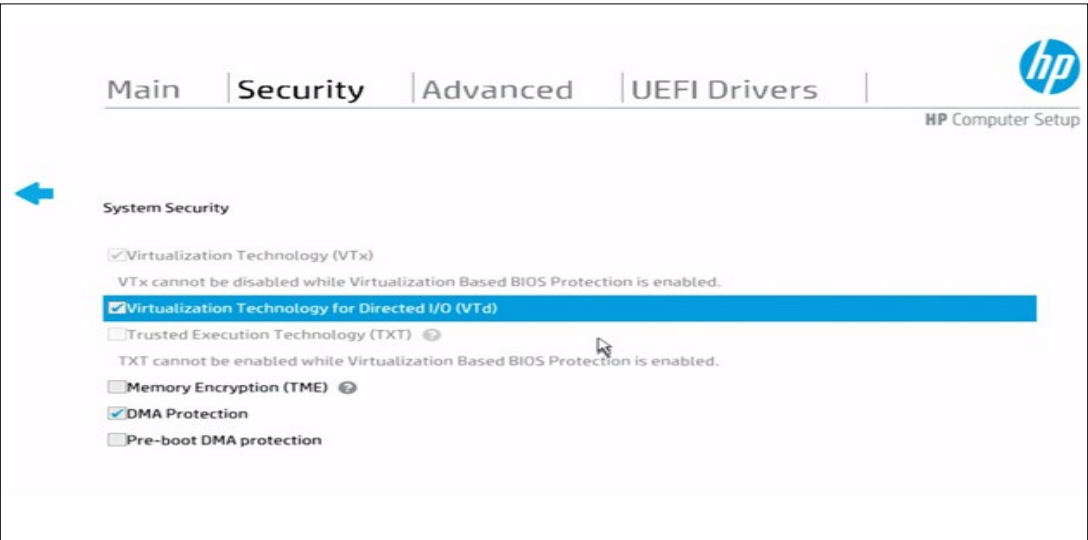 hp
Main Security Advanced UEFI Drivers
HP Computer Setup
System Security
Virtualization Technology (VTx)
VTx cannot be disabled while Virtualization Based BIOS Protection is enabled.
Virtualization Technology for Directed I/O (VTd)
Trusted Execution Technology (TXT) ?
TXT cannot be enabled while Virtualization Based BIOS Protection is enabled.
Memory Encryption (TME) ?
DMA Protection
Pre-boot DMA protection